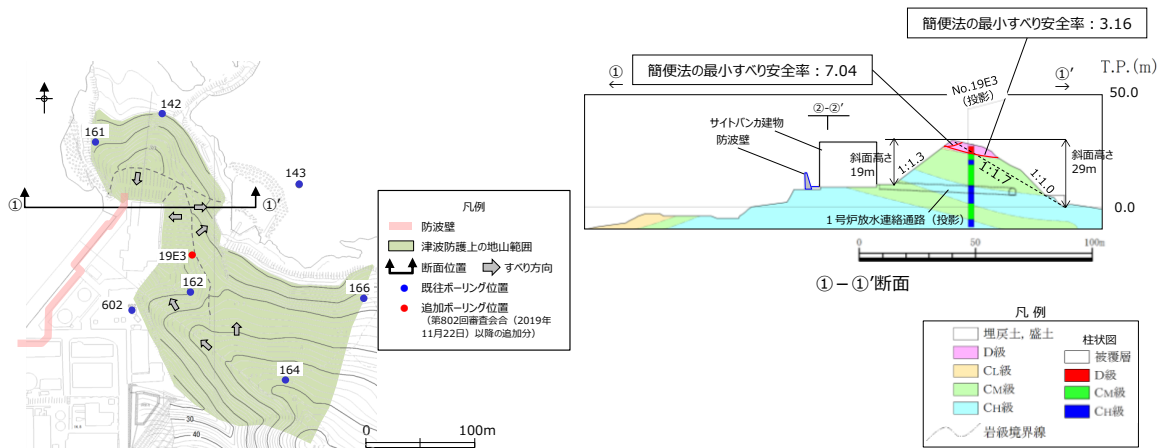 142
161
143
①
①′
19E3
162
166
602
164
40
30
0
100m
凡例
防波壁
津波防護上の地山範囲
断面位置
すべり方向
既往ボーリング位置
追加ボーリング位置
(第802回審査会合(2019年
11月22日)以降の追加分)
簡便法の最小すべり安全率:3.16
簡便法の最小すべり安全率:7.04
T.P.(m)
①
①′
No.19E3
(投影)
50.0
②-②′
サイトバンカ建物
防波壁
斜面高さ
19m
1:1.3
1:1.7
1:1.0
斜面高さ
29m
1号炉放水連絡通路(投影)
0.0
0
50
100m
①-①′断面
凡 例
埋戻土, 盛土
D級
CL級
CM級
CH級
岩級境界線
柱状図
被覆層
D級
CM級
CH級